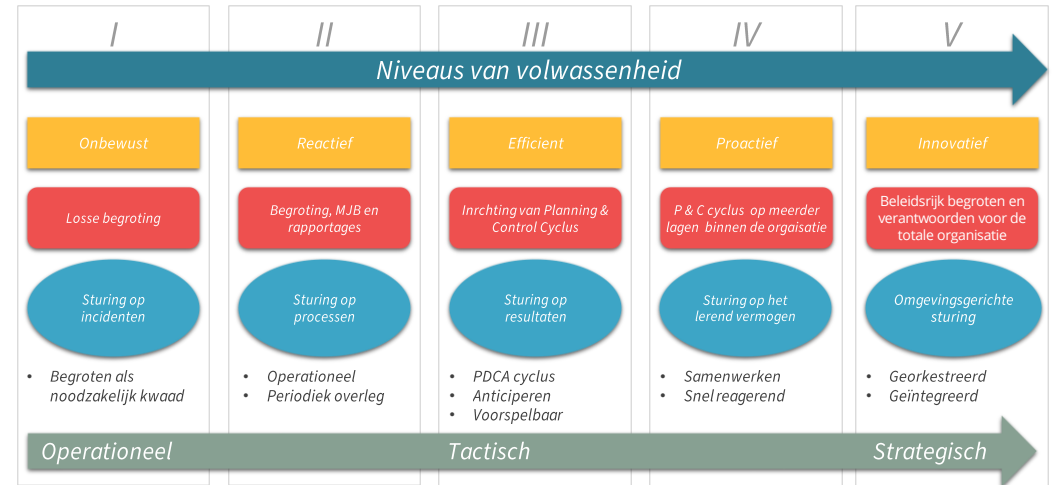 I
II
III
IV
V
Niveaus van volwassenheid
Onbewust
Reactief
Efficient
Proactief
Innovatief
Losse begroting
Begroting, MJB en
rapportages
Inrchting van Planning &
Control Cyclus
P & C cyclus op meerder
lagen binnen de orgaisatie
Beleidsrijk begroten en
verantwoorden voor de
totale organisatie
Sturing op
incidenten
Sturing op
processen
Sturing op
resultaten
Sturing op het
lerend vermogen
Omgevingsgerichte
sturing
• Begroten als
noodzakelijk kwaad
• Operationeel
• Periodiek overleg
• PDCA cyclus
• Anticiperen
• Voorspelbaar
• Samenwerken
• Snel reagerend
• Georkestreerd
• Geïntegreerd
Operationeel
Tactisch
Strategisch